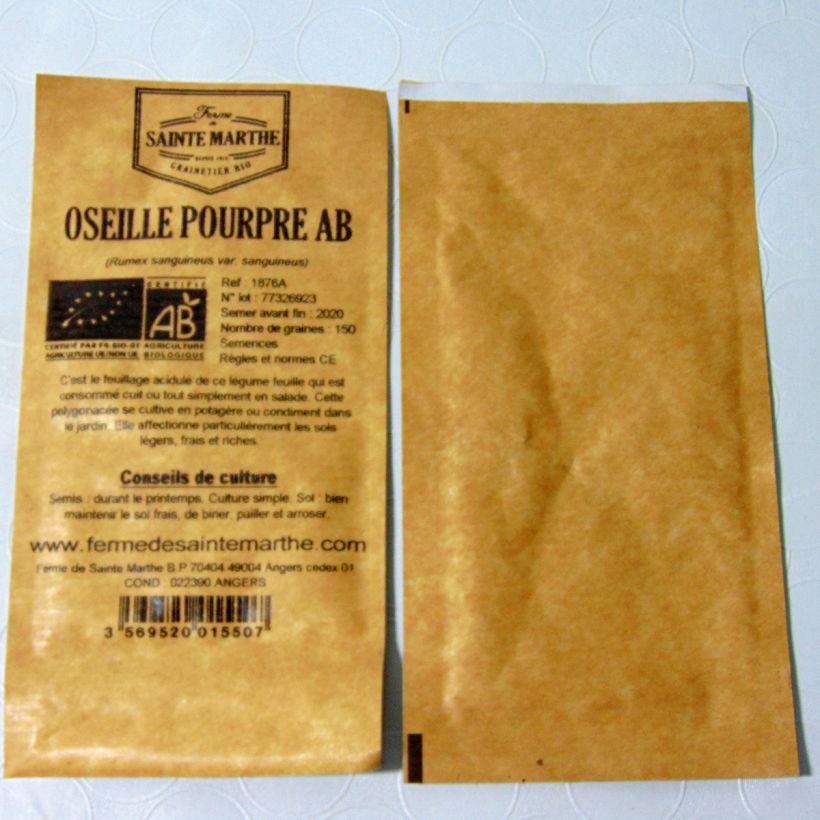 Ferme
de
SAINTE MARTHE
DEPUIS
GRAINETIER BIO
OSEILLE POURPRE AB
(Rumex sanguineus var. sanguineus)
CERTIFIE
AB
CERTIFIÉ PAR FR-BIO-01
AGRICULTURE UE/NON UE
AGRICULTURE
BIOLOGIQUE
Ref : 1876A
N° lot : 77326923
Semer avant fin : 2020
Nombre de graines : 150
Semences
Règles et normes CE
C'est le feuillage acidulé de ce légume feuille qui est
consommé cuit ou tout simplement en salade. Cette
polygonacée se cultive en potagère ou condiment dans
le jardin. Elle affectionne particulièrement les sols
légers, frais et riches.
Conseils de culture
Semis : durant le printemps. Culture simple. Sol : bien
maintenir le sol frais, de biner, pailler et arroser.
www.fermedesaintemarthe.com
Ferme de Sainte Marthe B.P 70404 49004 Angers cedex 01
COND : 022390 ANGERS
3 569520 015507